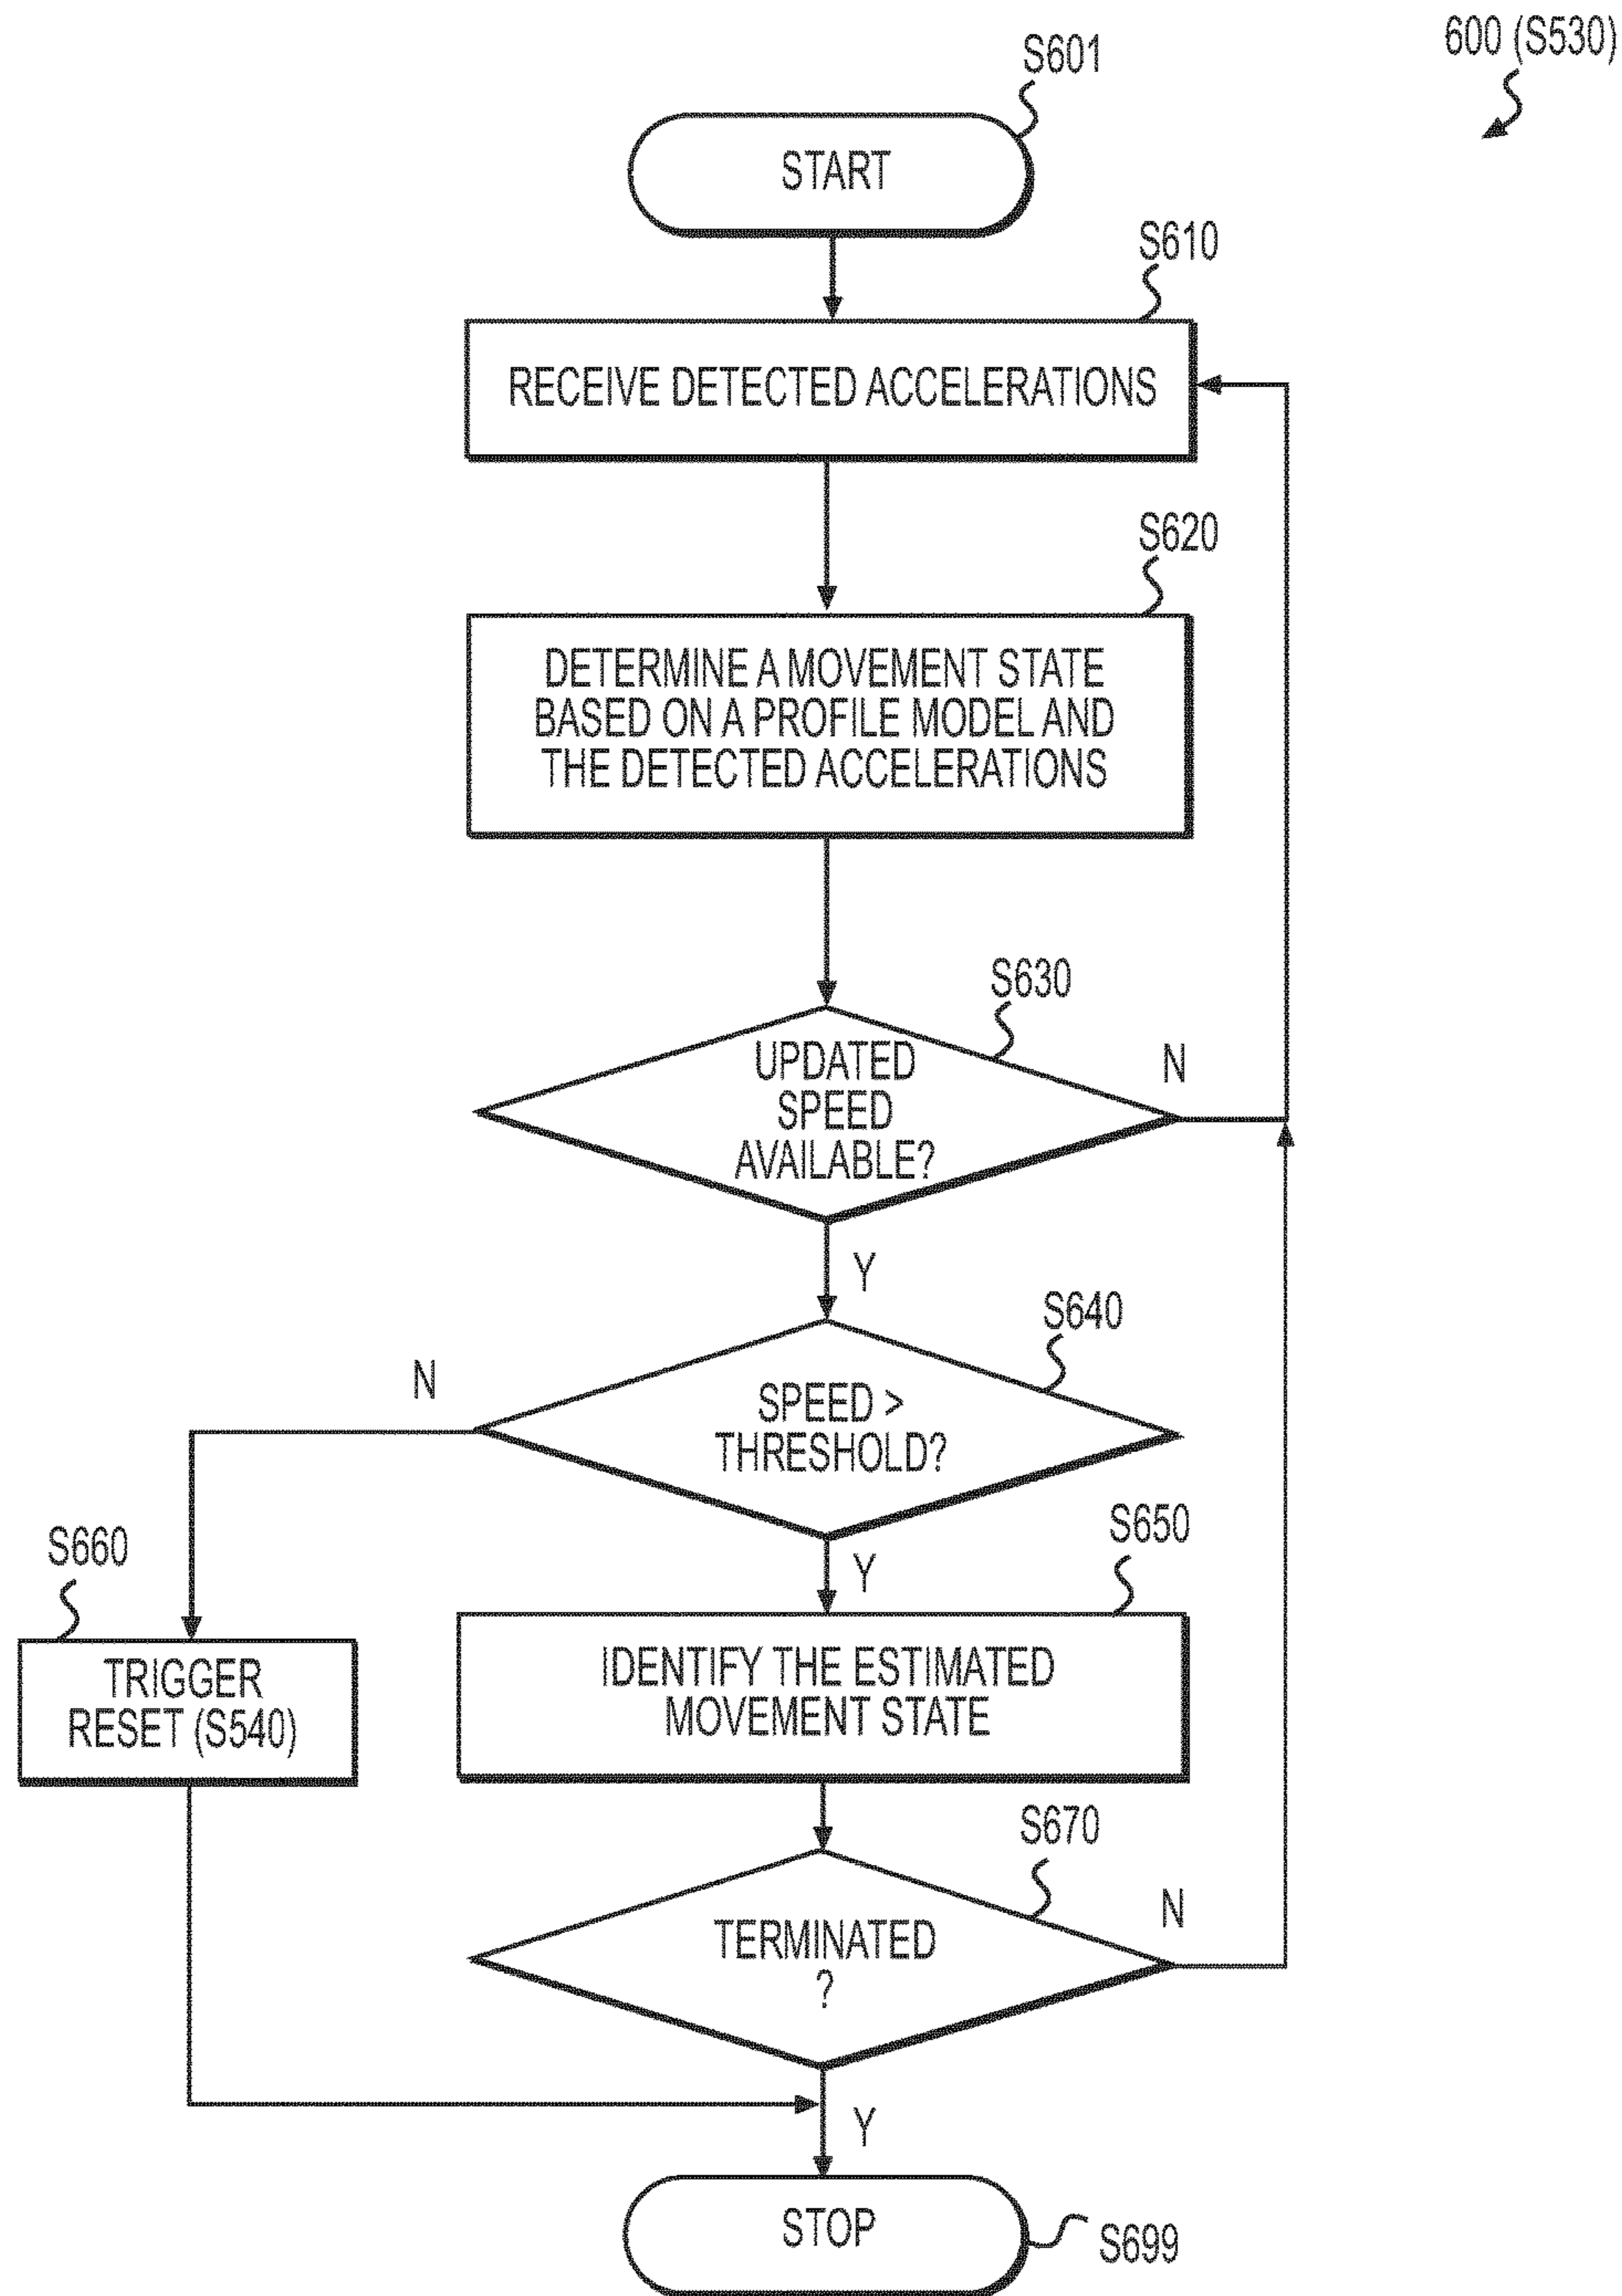 600 (S530)
S601
START
S610
RECEIVE DETECTED ACCELERATIONS
S620
DETERMINE A MOVEMENT STATE
BASED ON A PROFILE MODEL AND
THE DETECTED ACCELERATIONS
S630
UPDATED
SPEED
AVAILABLE?
N
Y
S640
N
SPEED >
THRESHOLD?
Y
S650
S660
IDENTIFY THE ESTIMATED
MOVEMENT STATE
TRIGGER
RESET (S540)
S670
N
TERMINATED
?
Y
STOP
S699